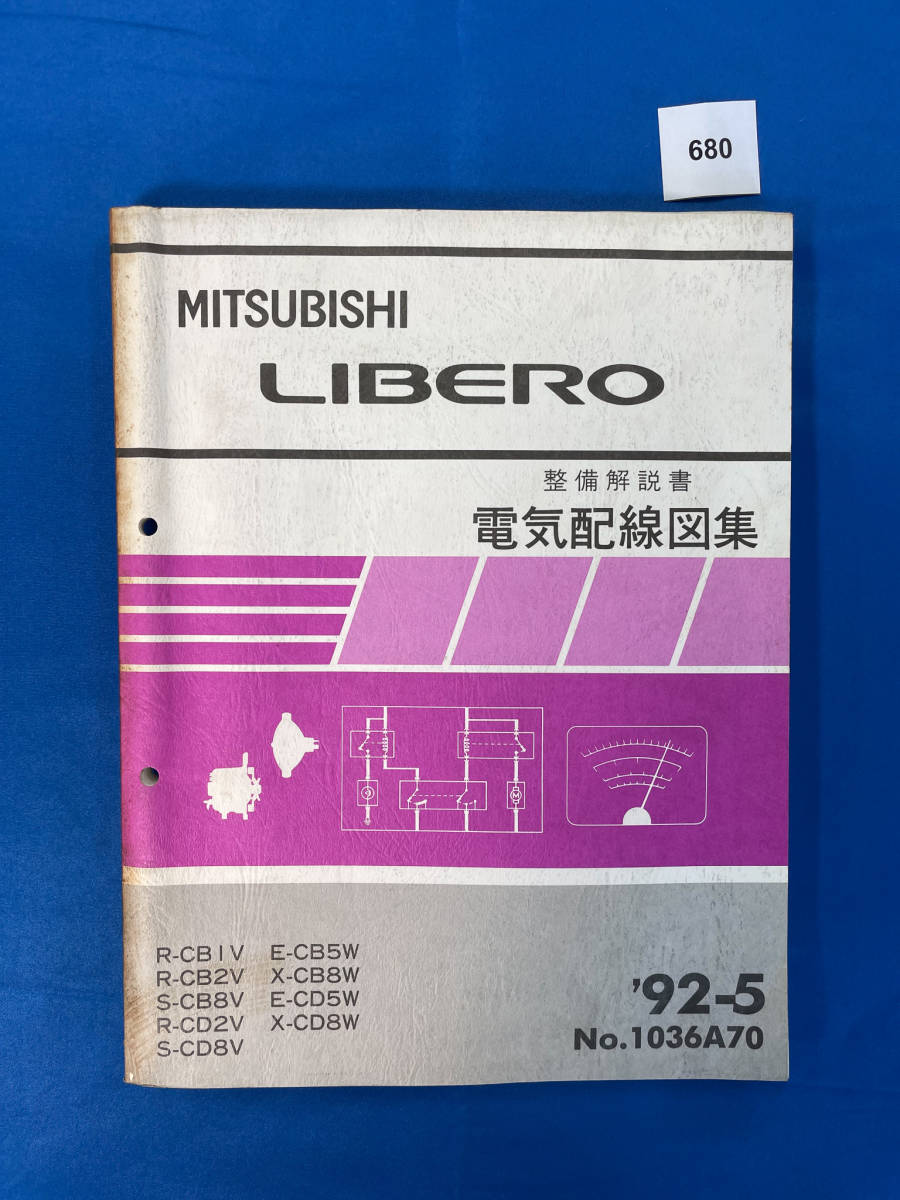 680
MITSUBISHI
LIBERO
整備解説書
電気配線図集
M
R-CB1V E-CB5W
R-CB2V X-CB8W
S-CB8V E-CD5W
R-CD2V X-CD8W
S-CD8V
'92-5
No.1036A70